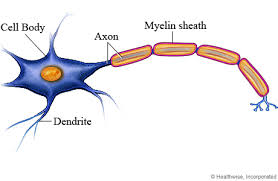 Myelin sheath
Cell Body
Axon
Dendrite
© Healthwise, Incorporated